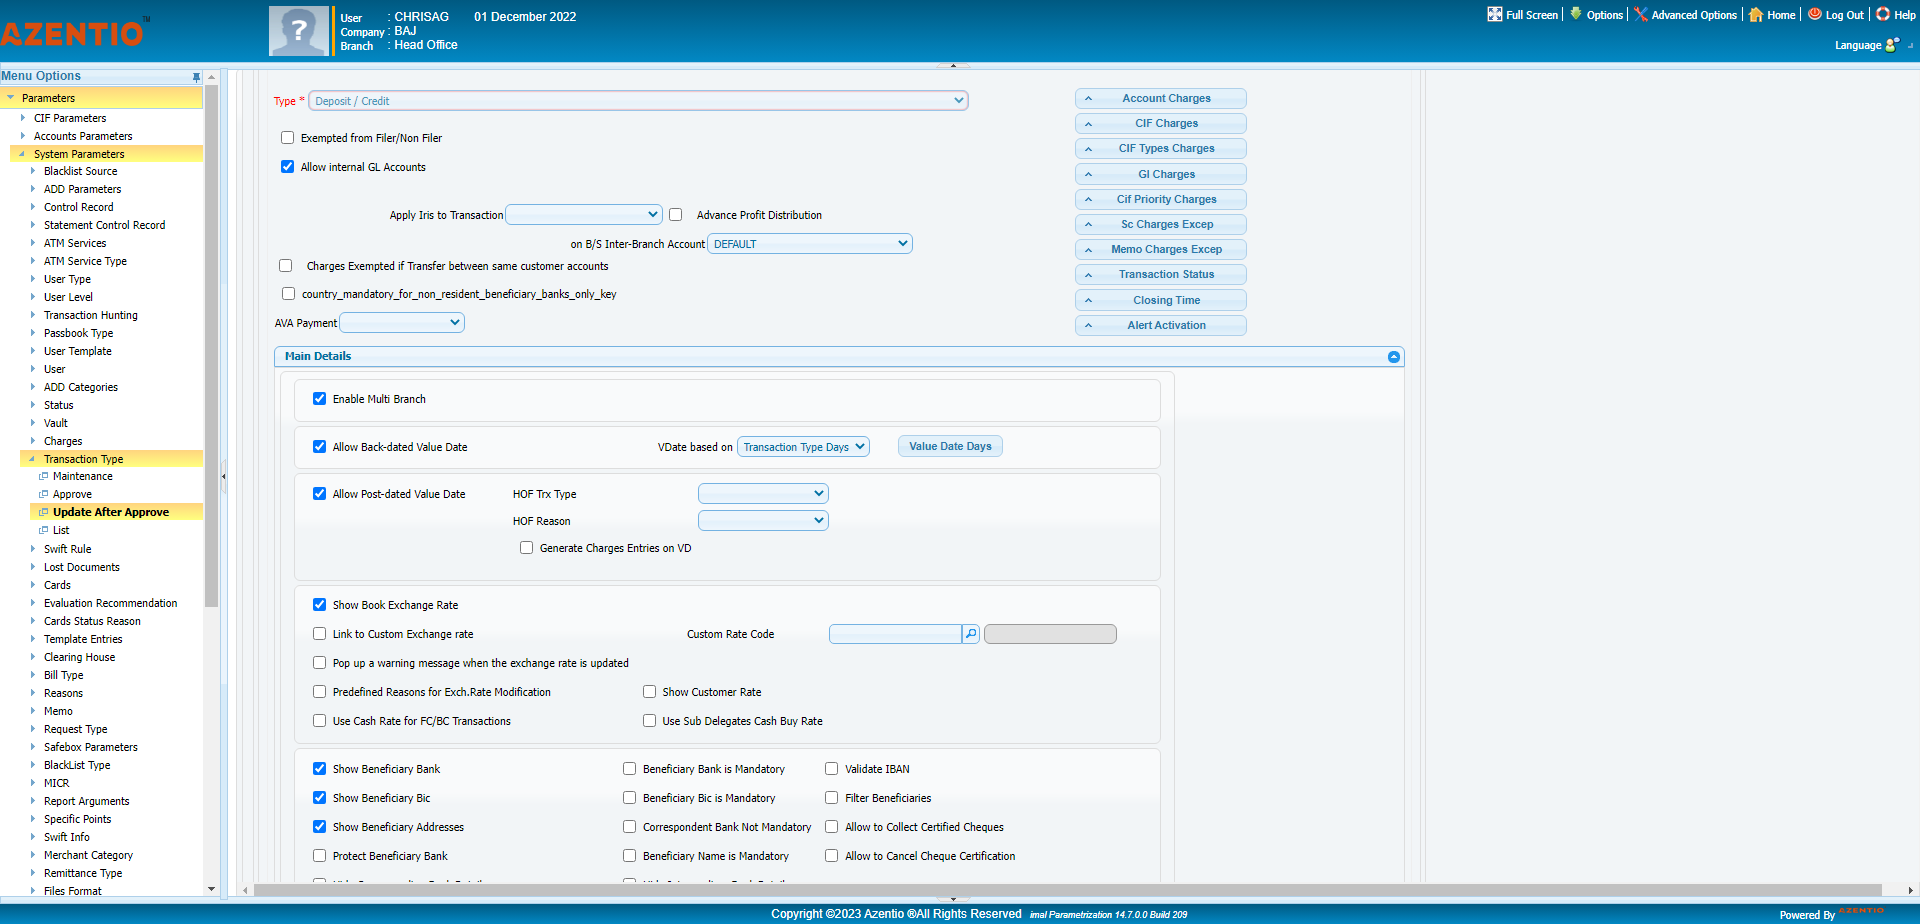 AZENTIO TM
User : CHRISAG 01 December 2022
Company : BAJ
Branch : Head Office
Full Screen Options Advanced Options Home Log Out Help
Language
Menu Options
Parameters
CIF Parameters
Accounts Parameters
System Parameters
Blacklist Source
ADD Parameters
Control Record
Statement Control Record
ATM Services
ATM Service Type
User Type
User Level
Transaction Hunting
Passbook Type
User Template
User
ADD Categories
Status
Vault
Charges
Transaction Type
Maintenance
Approve
Update After Approve
List
Swift Rule
Lost Documents
Cards
Evaluation Recommendation
Cards Status Reason
Template Entries
Clearing House
Bill Type
Reasons
Memo
Request Type
Safebox Parameters
BlackList Type
MICR
Report Arguments
Specific Points
Swift Info
Merchant Category
Remittance Type
Files Format
Type * Deposit / Credit
Exempted from Filer/Non Filer
Allow internal GL Accounts
Apply Iris to Transaction Advance Profit Distribution
on B/S Inter-Branch Account DEFAULT
Charges Exempted if Transfer between same customer accounts
country_mandatory_for_non_resident_beneficiary_banks_only_key
AVA Payment
Account Charges
CIF Charges
CIF Types Charges
Gl Charges
Cif Priority Charges
Sc Charges Excep
Memo Charges Excep
Transaction Status
Closing Time
Alert Activation
Main Details
Enable Multi Branch
Allow Back-dated Value Date VDate based on Transaction Type Days Value Date Days
Allow Post-dated Value Date HOF Trx Type
HOF Reason
Generate Charges Entries on VD
Show Book Exchange Rate
Link to Custom Exchange rate Custom Rate Code
Pop up a warning message when the exchange rate is updated
Predefined Reasons for Exch.Rate Modification Show Customer Rate
Use Cash Rate for FC/BC Transactions Use Sub Delegates Cash Buy Rate
Show Beneficiary Bank Beneficiary Bank is Mandatory Validate IBAN
Show Beneficiary Bic Beneficiary Bic is Mandatory Filter Beneficiaries
Show Beneficiary Addresses Correspondent Bank Not Mandatory Allow to Collect Certified Cheques
Protect Beneficiary Bank Beneficiary Name is Mandatory Allow to Cancel Cheque Certification
Copyright ©2023 Azentio ®All Rights Reserved imal Parametrization 14.7.0.0 Build 209
Powered By AZENTIO